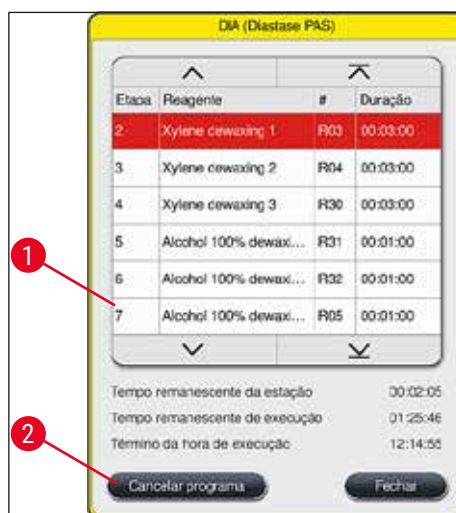 DIA (Diastase PAS)
Etapa Reagente # Duração
2 Xylene dewaxing 1 R03 00:03:00
3 Xylene dewaxing 2 R04 00:03:00
4 Xylene dewaxing 3 R30 00:03:00
5 Alcohol 100% dewaxi... R31 00:01:00
6 Alcohol 100% dewaxi... R32 00:01:00
7 Alcohol 100% dewaxi... R05 00:01:00
1
Tempo remanescente da estação 00:02:05
Tempo remanescente de execução 01:25:46
Término da hora de execução 12:14:55
2
Cancelar programa Fechar